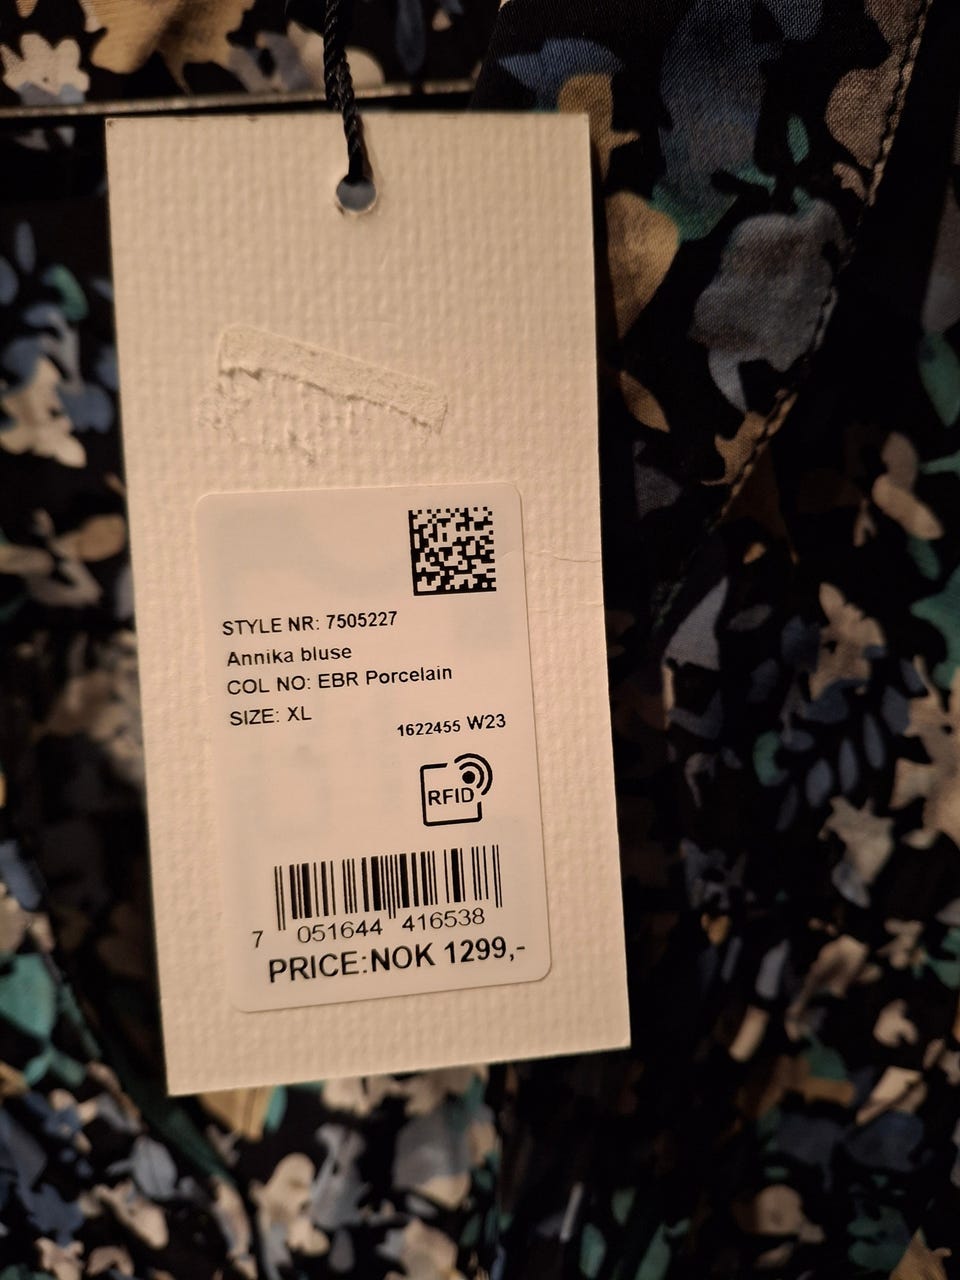 STYLE NR: 7505227
Annika bluse
COL NO: EBR Porcelain
SIZE: XL
1622455 W23
RFID
7 051644 416538
PRICE:NOK 1299,-